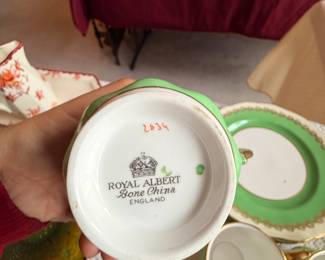 2834
ROYAL ALBERT
Bone China
ENGLAND